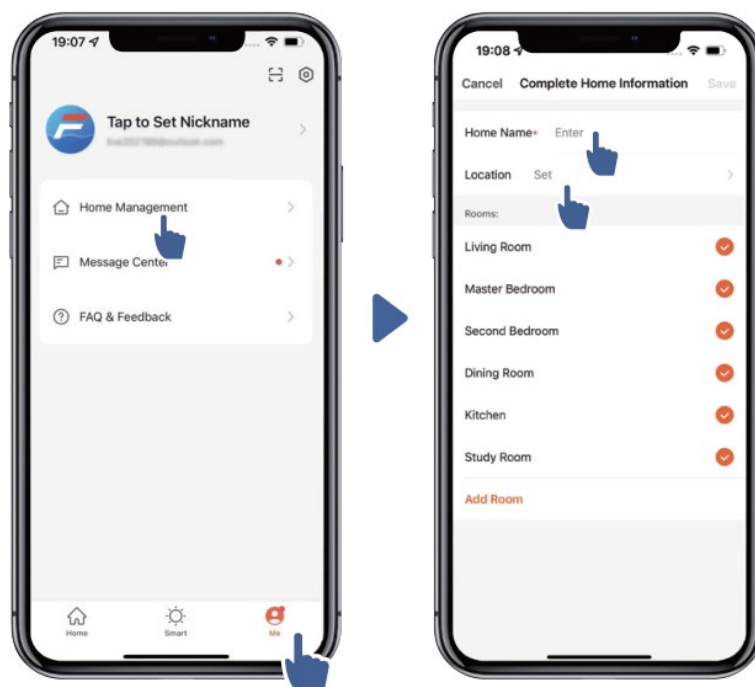 19:07
Tap to Set Nickname
Home Management
Message Center
FAQ & Feedback
Home
Smart
Me
19:08
Cancel Complete Home Information Save
Home Name* Enter
Location Set
Rooms:
Living Room
Master Bedroom
Second Bedroom
Dining Room
Kitchen
Study Room
Add Room